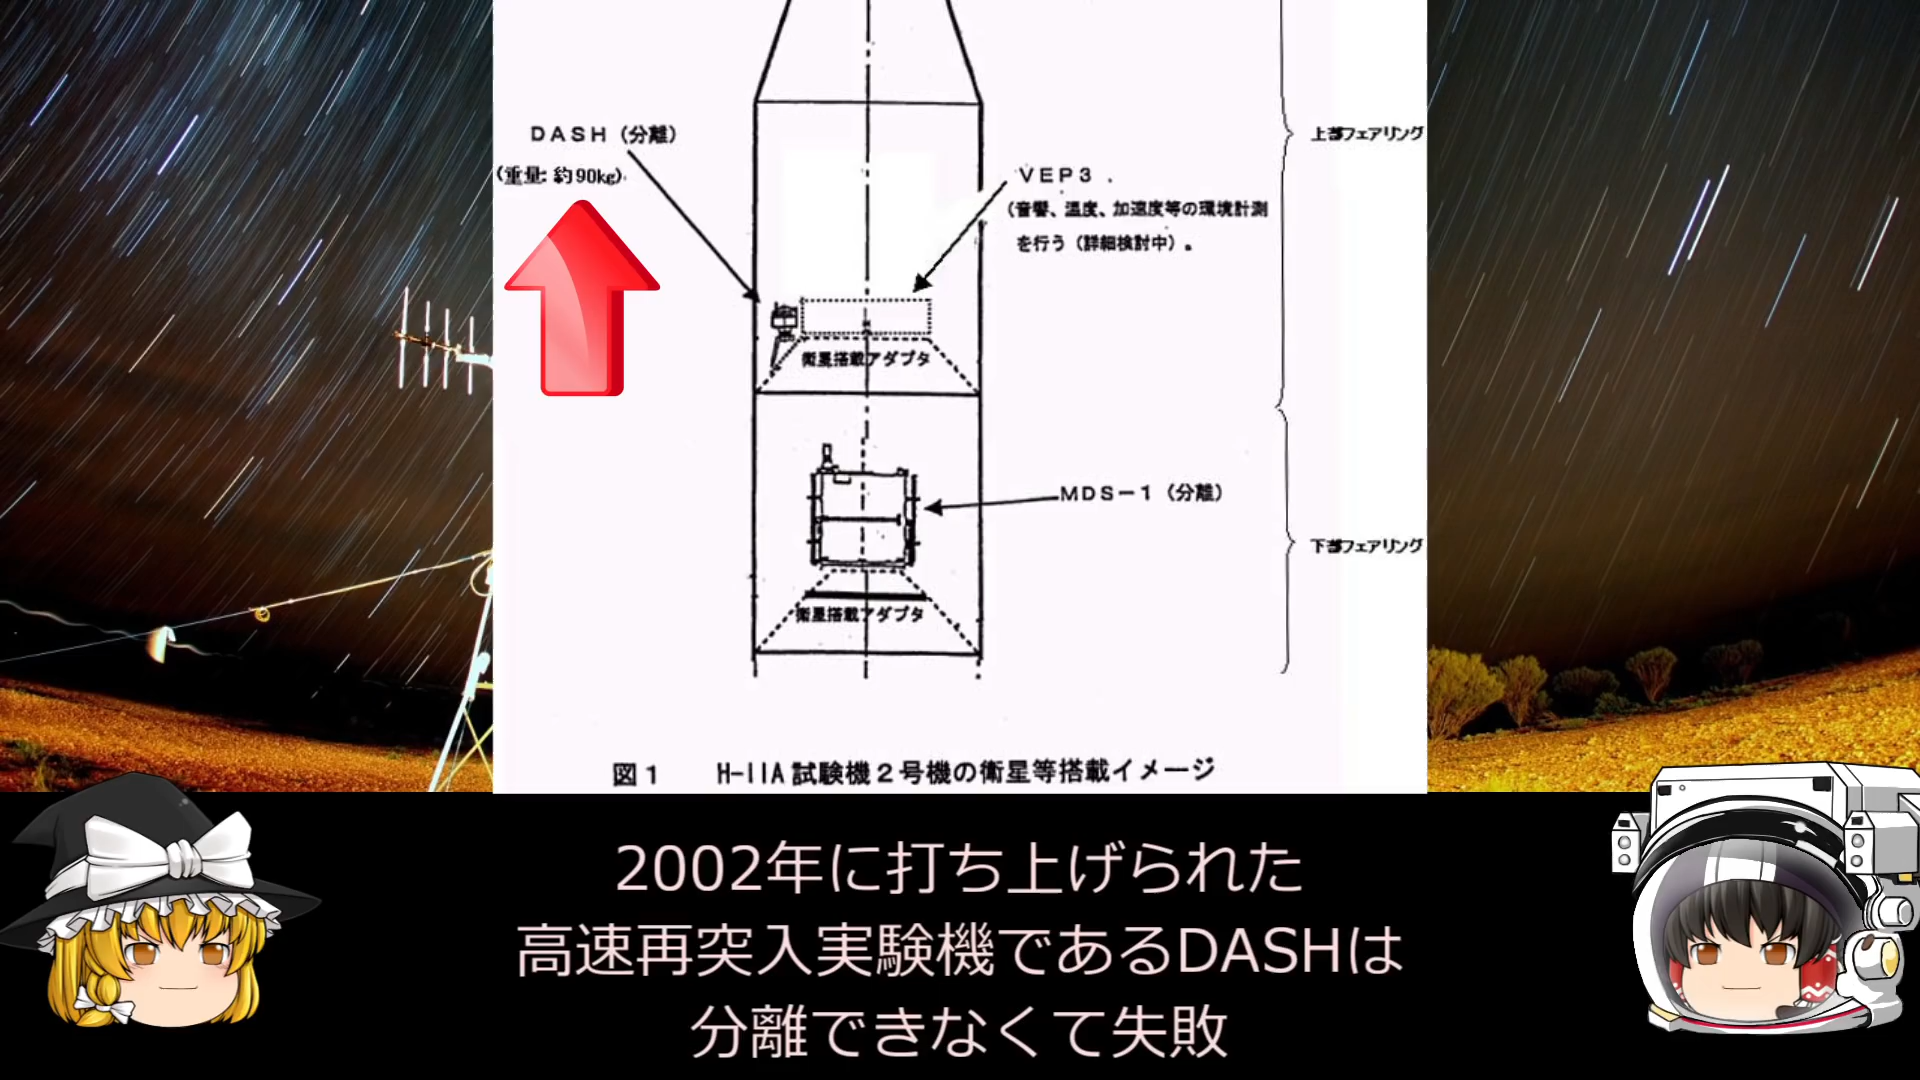 DASH（分離）
(重量: 約90kg)
VEP3 .
（音響、温度、加速度等の環境計測
を行う（詳細検討中）。
上部フェアリング
衛星搭載アダプタ
MDS－1（分離）
下部フェアリング
衛星搭載アダプタ
図1 H-IIA試験機2号機の衛星等搭載イメージ
2002年に打ち上げられた
高速再突入実験機であるDASHは
分離できなくて失敗